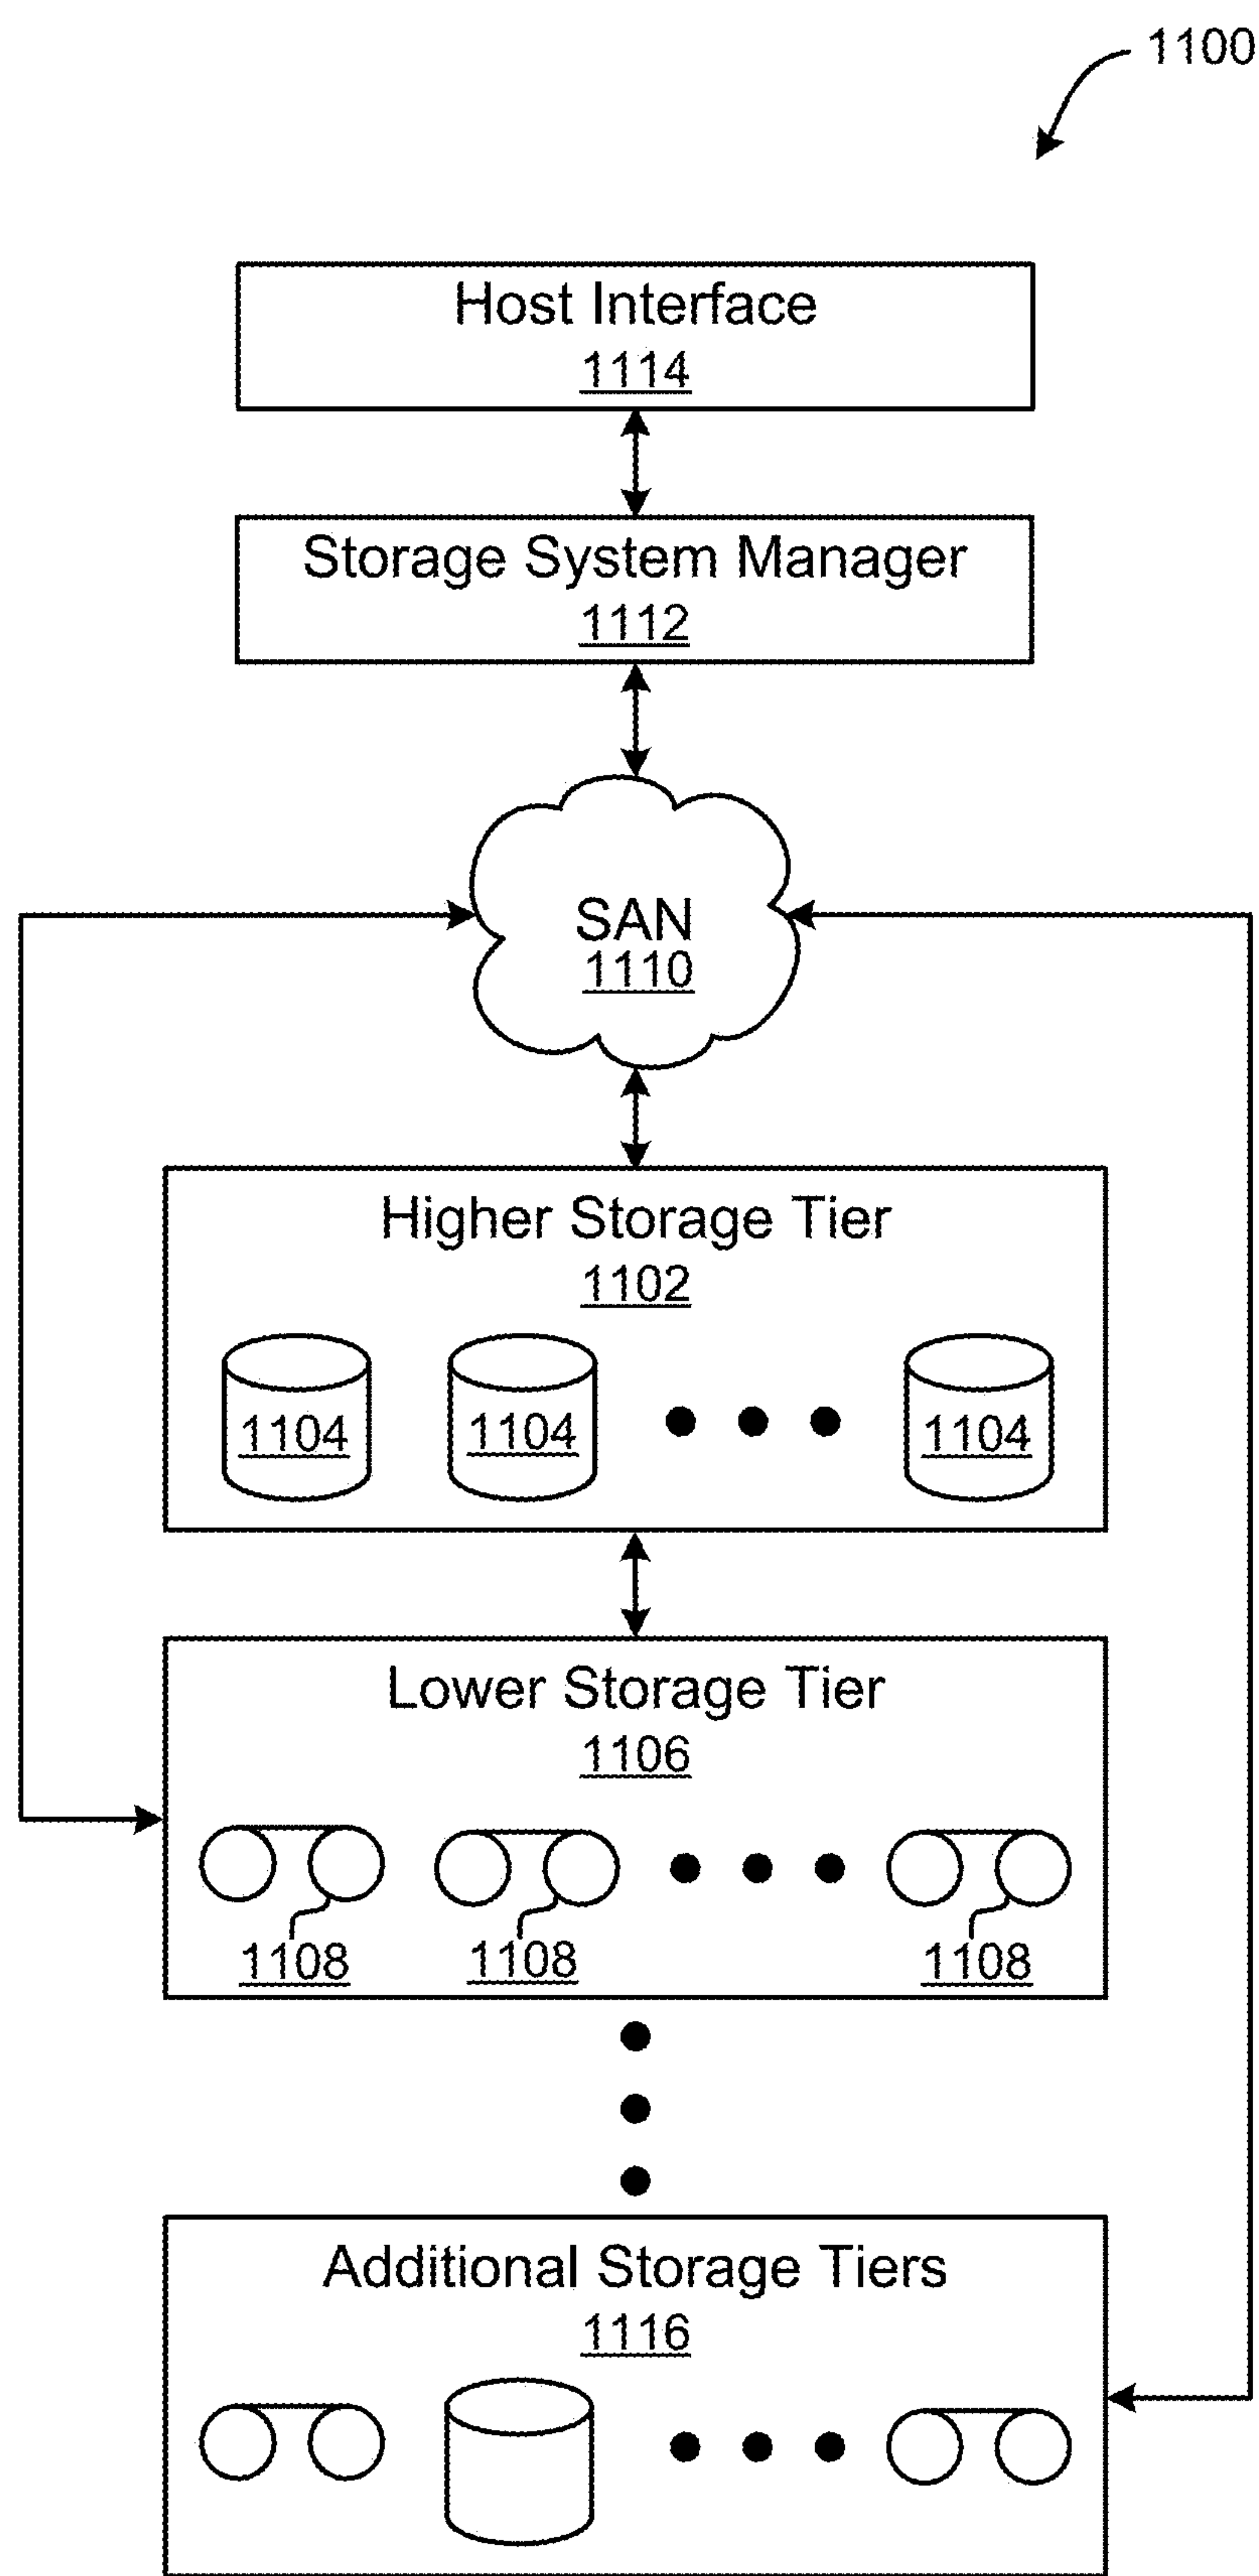 1100
Host Interface
1114
Storage System Manager
1112
SAN
1110
Higher Storage Tier
1102
1104 1104 1104
Lower Storage Tier
1106
1108 1108 1108
Additional Storage Tiers
1116